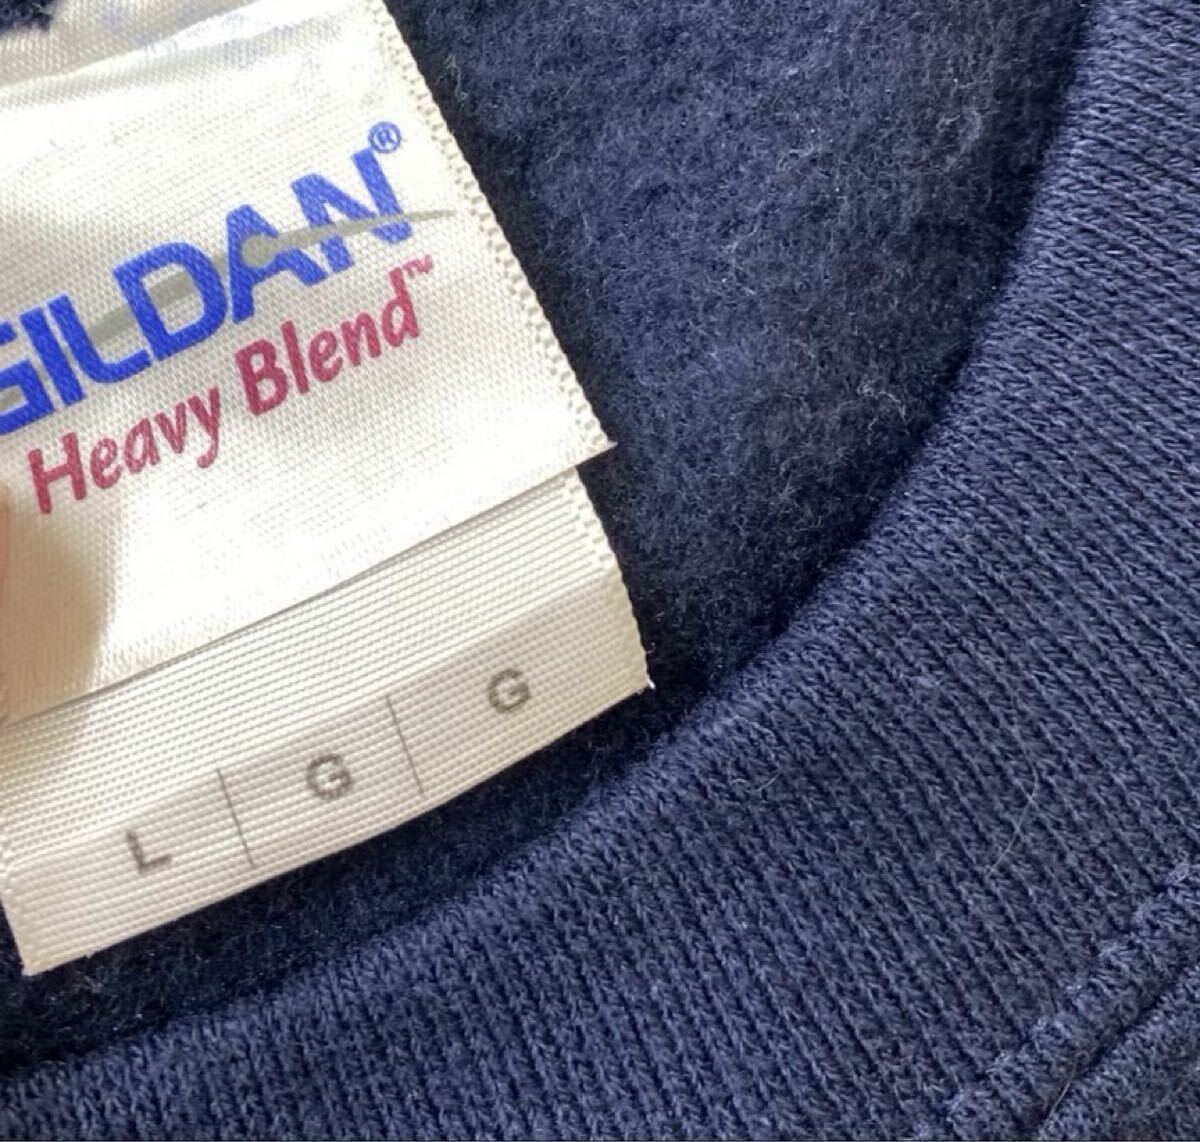 GILDAN®
Heavy Blend™
L | G | G